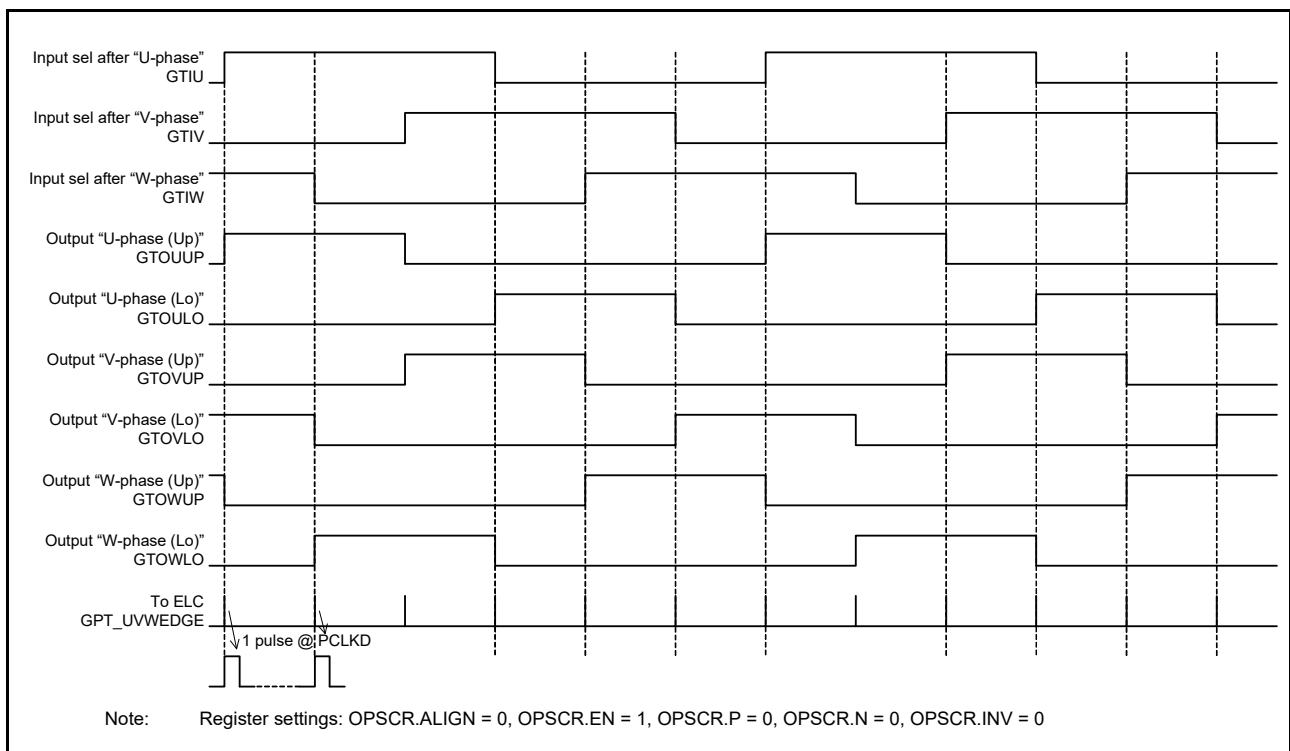 Input sel after “U-phase”
GTIU
Input sel after “V-phase”
GTIV
Input sel after “W-phase”
GTIW
Output “U-phase (Up)”
GTOUUP
Output “U-phase (Lo)”
GTOULO
Output “V-phase (Up)”
GTOVUP
Output “V-phase (Lo)”
GTOVLO
Output “W-phase (Up)”
GTOWUP
Output “W-phase (Lo)”
GTOWLO
To ELC
GPT_UVWEDGE
1 pulse @ PCLKD
Note: Register settings: OPSCR.ALIGN = 0, OPSCR.EN = 1, OPSCR.P = 0, OPSCR.N = 0, OPSCR.INV = 0